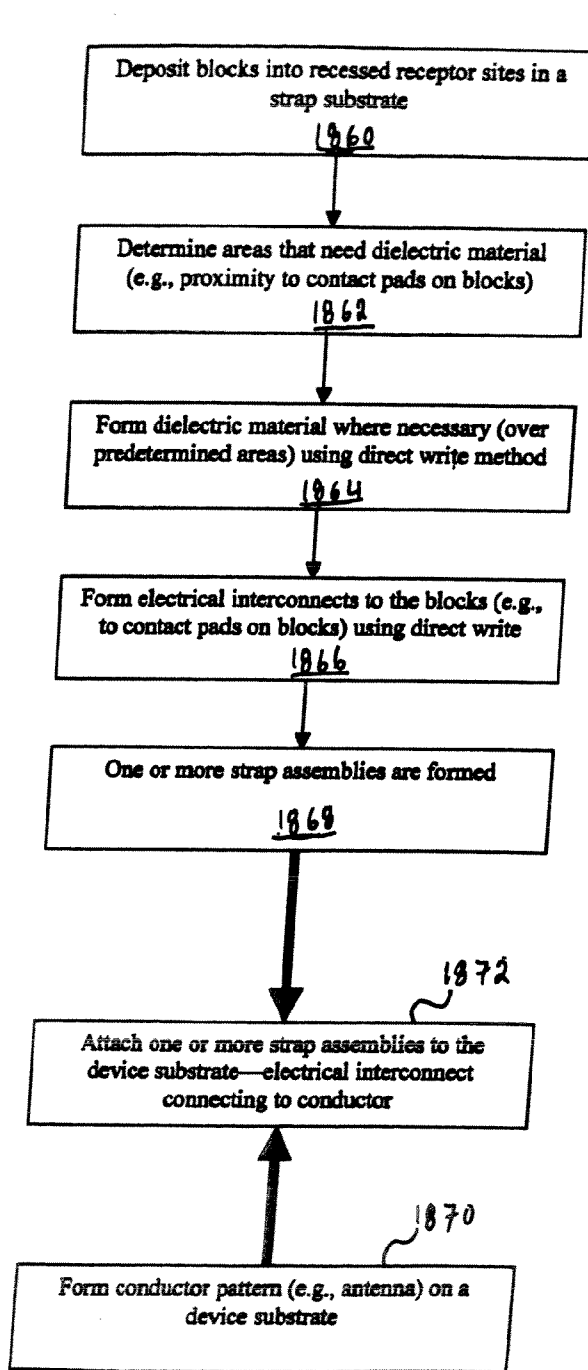 Deposit blocks into recessed receptor sites in a
strap substrate
1860
Determine areas that need dielectric material
(e.g., proximity to contact pads on blocks)
1862
Form dielectric material where necessary (over
predetermined areas) using direct write method
1864
Form electrical interconnects to the blocks (e.g.,
to contact pads on blocks) using direct write
1866
One or more strap assemblies are formed
1868
1872
Attach one or more strap assemblies to the
device substrate—electrical interconnect
connecting to conductor
1870
Form conductor pattern (e.g., antenna) on a
device substrate